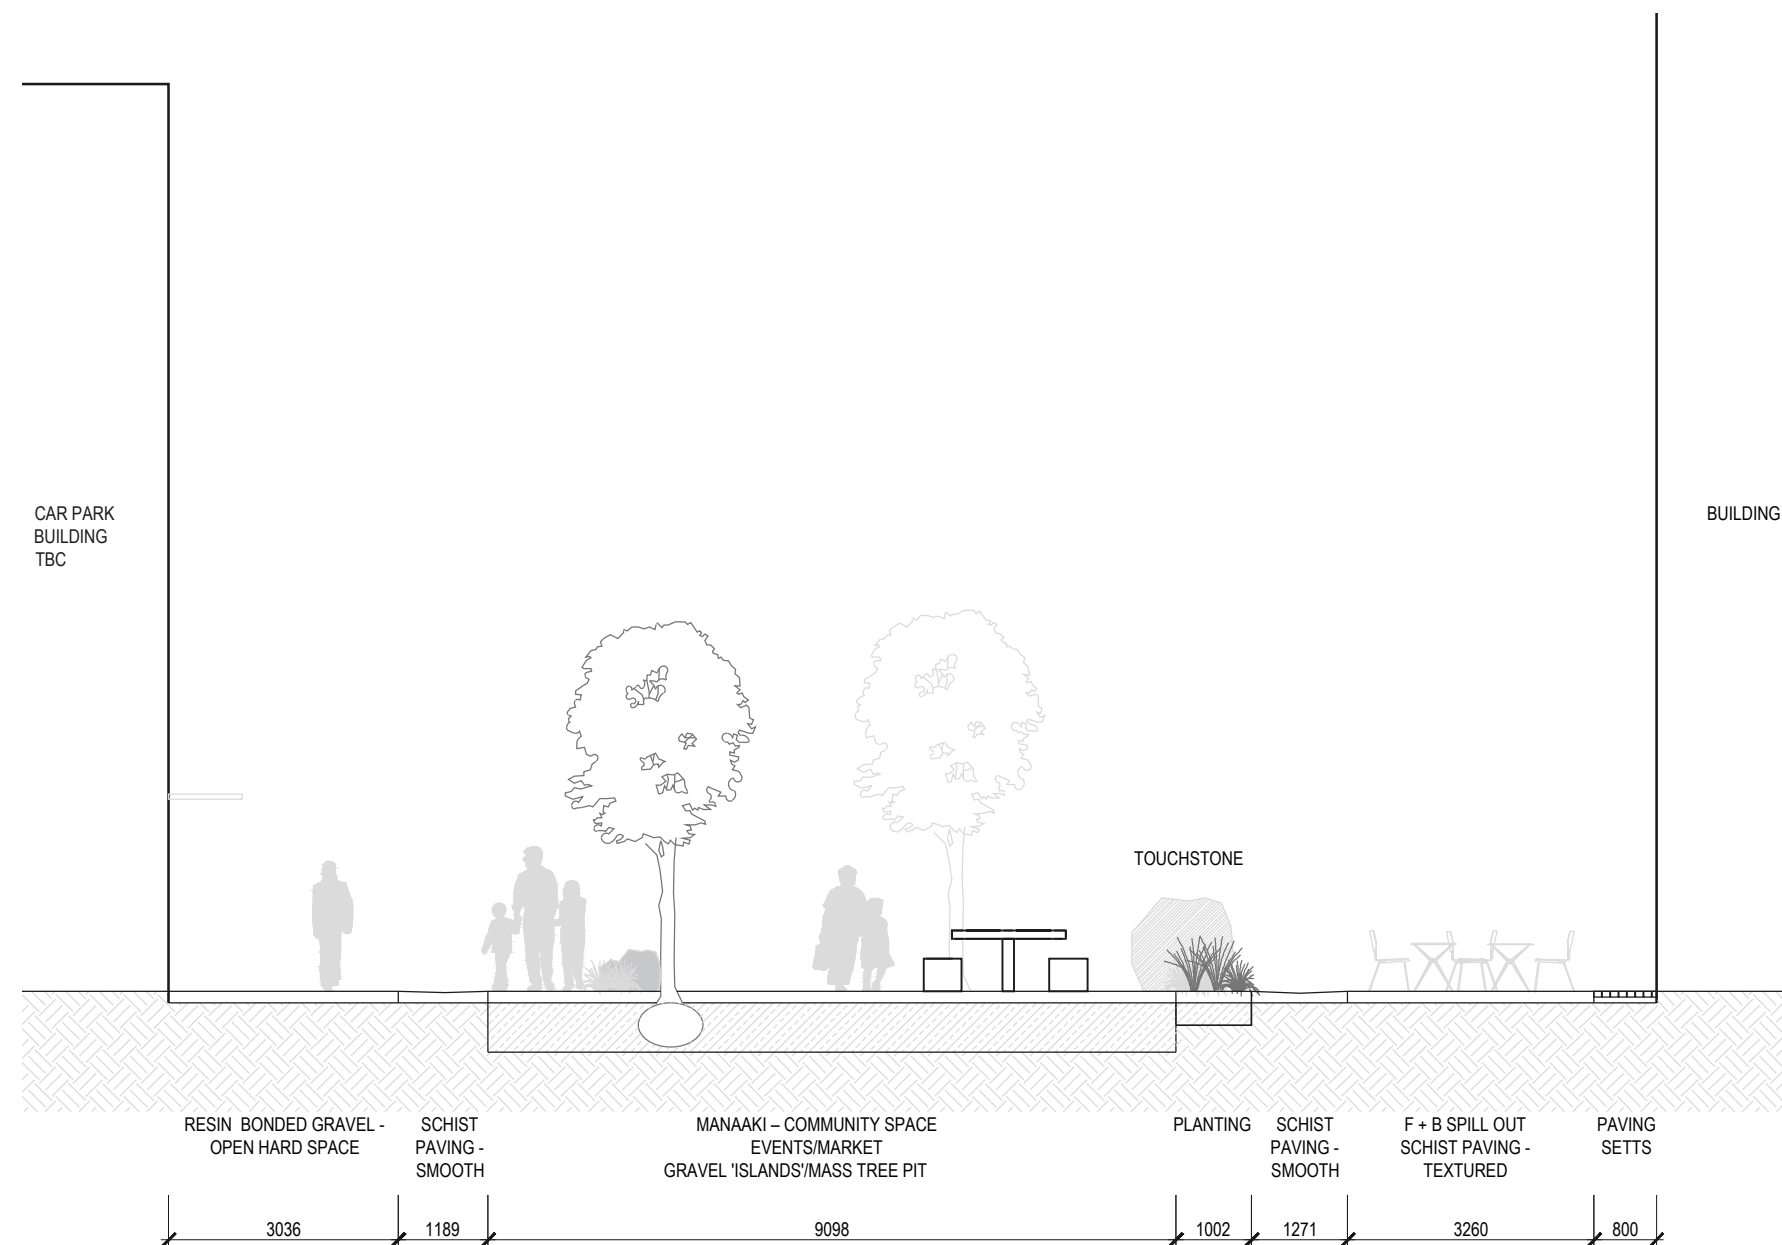 CAR PARK
BUILDING
TBC
BUILDING
TOUCHSTONE
RESIN BONDED GRAVEL -
OPEN HARD SPACE
SCHIST
PAVING -
SMOOTH
MANAAKI – COMMUNITY SPACE
EVENTS/MARKET
GRAVEL 'ISLANDS'/MASS TREE PIT
PLANTING
SCHIST
PAVING -
SMOOTH
F + B SPILL OUT
SCHIST PAVING -
TEXTURED
PAVING
SETTS
3036
1189
9098
1002
1271
3260
800